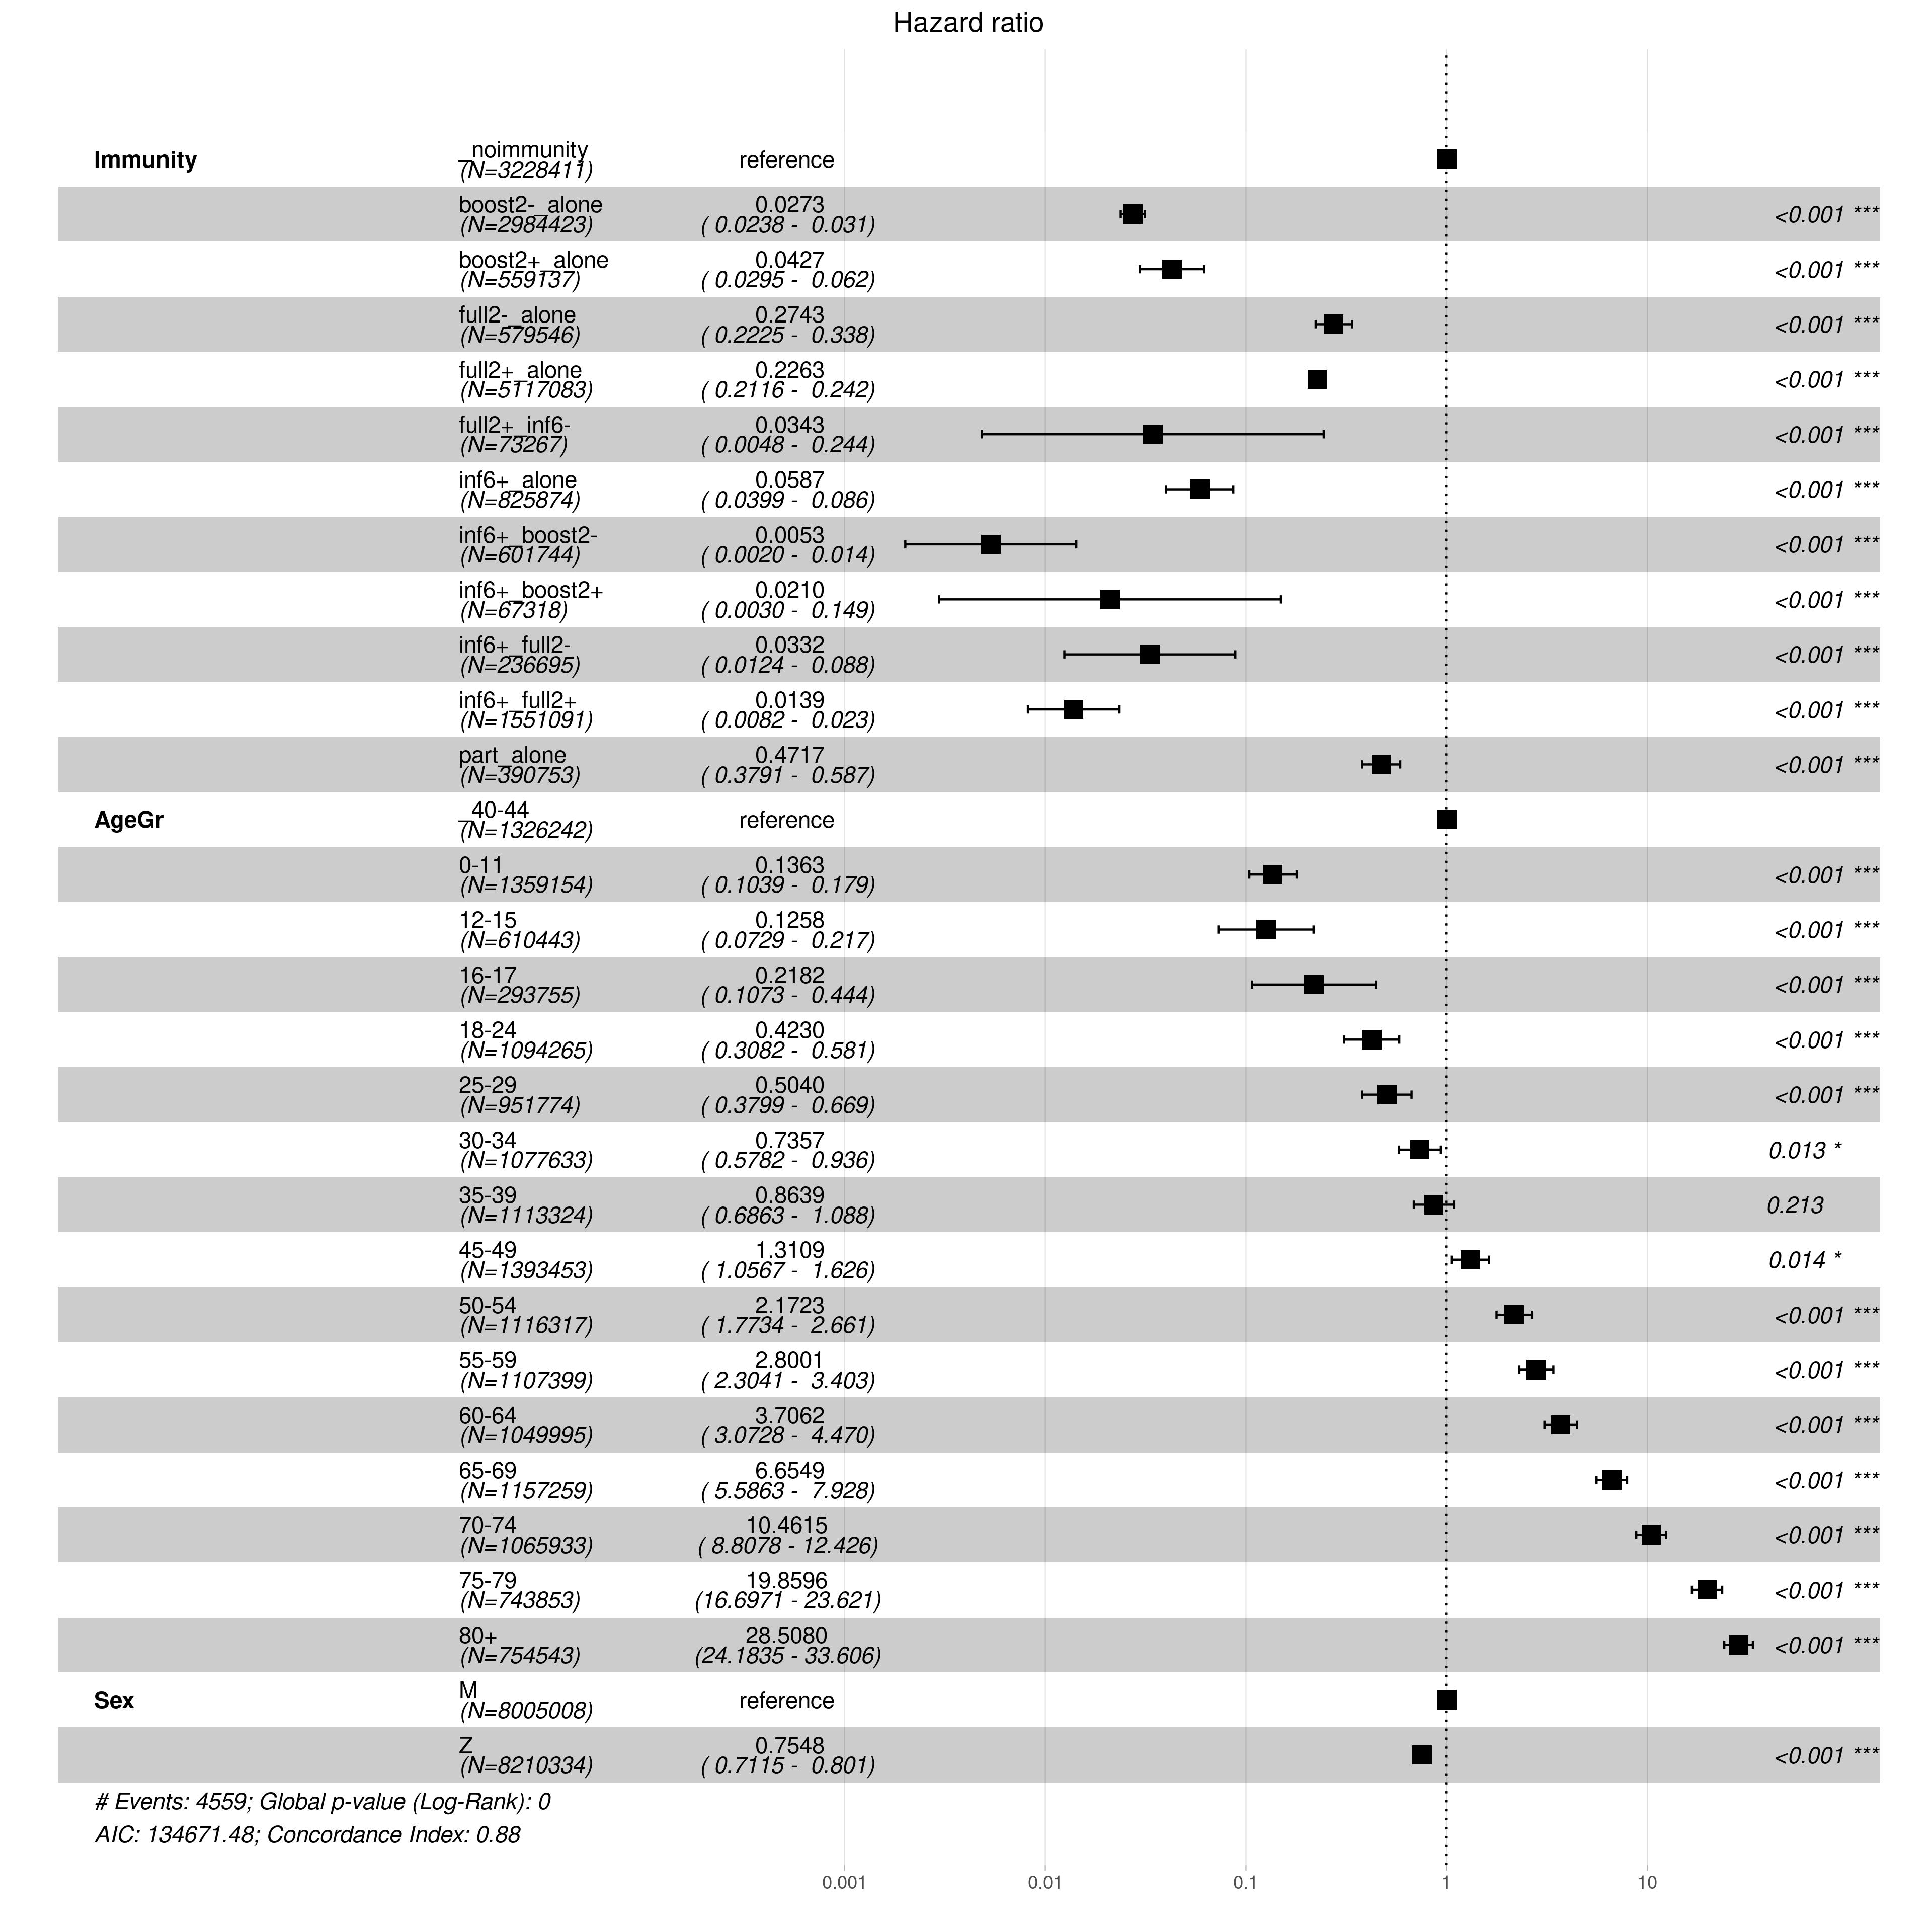 Hazard ratio
Immunity _noimmunity reference
(N=3228411)
boost2-_alone 0.0273
(N=2984423) ( 0.0238 - 0.031) <0.001 ***
boost2+_alone 0.0427
(N=559137) ( 0.0295 - 0.062) <0.001 ***
full2-_alone 0.2743
(N=579546) ( 0.2225 - 0.338) <0.001 ***
full2+_alone 0.2263
(N=5117083) ( 0.2116 - 0.242) <0.001 ***
full2+_inf6- 0.0343
(N=73267) ( 0.0048 - 0.244) <0.001 ***
inf6+_alone 0.0587
(N=825874) ( 0.0399 - 0.086) <0.001 ***
inf6+_boost2- 0.0053
(N=601744) ( 0.0020 - 0.014) <0.001 ***
inf6+_boost2+ 0.0210
(N=67318) ( 0.0030 - 0.149) <0.001 ***
inf6+_full2- 0.0332
(N=236695) ( 0.0124 - 0.088) <0.001 ***
inf6+_full2+ 0.0139
(N=1551091) ( 0.0082 - 0.023) <0.001 ***
part_alone 0.4717
(N=390753) ( 0.3791 - 0.587) <0.001 ***
AgeGr _40-44 reference
(N=1326242)
0-11 0.1363
(N=1359154) ( 0.1039 - 0.179) <0.001 ***
12-15 0.1258
(N=610443) ( 0.0729 - 0.217) <0.001 ***
16-17 0.2182
(N=293755) ( 0.1073 - 0.444) <0.001 ***
18-24 0.4230
(N=1094265) ( 0.3082 - 0.581) <0.001 ***
25-29 0.5040
(N=951774) ( 0.3799 - 0.669) <0.001 ***
30-34 0.7357
(N=1077633) ( 0.5782 - 0.936) 0.013 *
35-39 0.8639
(N=1113324) ( 0.6863 - 1.088) 0.213
45-49 1.3109
(N=1393453) ( 1.0567 - 1.626) 0.014 *
50-54 2.1723
(N=1116317) ( 1.7734 - 2.661) <0.001 ***
55-59 2.8001
(N=1107399) ( 2.3041 - 3.403) <0.001 ***
60-64 3.7062
(N=1049995) ( 3.0728 - 4.470) <0.001 ***
65-69 6.6549
(N=1157259) ( 5.5863 - 7.928) <0.001 ***
70-74 10.4615
(N=1065933) ( 8.8078 - 12.426) <0.001 ***
75-79 19.8596
(N=743853) (16.6971 - 23.621) <0.001 ***
80+ 28.5080
(N=754543) (24.1835 - 33.606) <0.001 ***
Sex M reference
(N=8005008)
Z 0.7548
(N=8210334) ( 0.7115 - 0.801) <0.001 ***
# Events: 4559; Global p-value (Log-Rank): 0
AIC: 134671.48; Concordance Index: 0.88
0.001 0.01 0.1 1 10